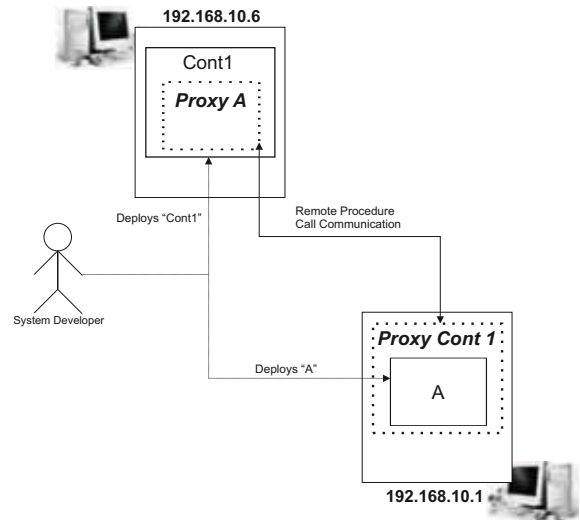 192.168.10.6
Cont1
Proxy A
Deploys “Cont1”
Remote Procedure
Call Communication
System Developer
Proxy Cont 1
Deploys “A”
A
192.168.10.1